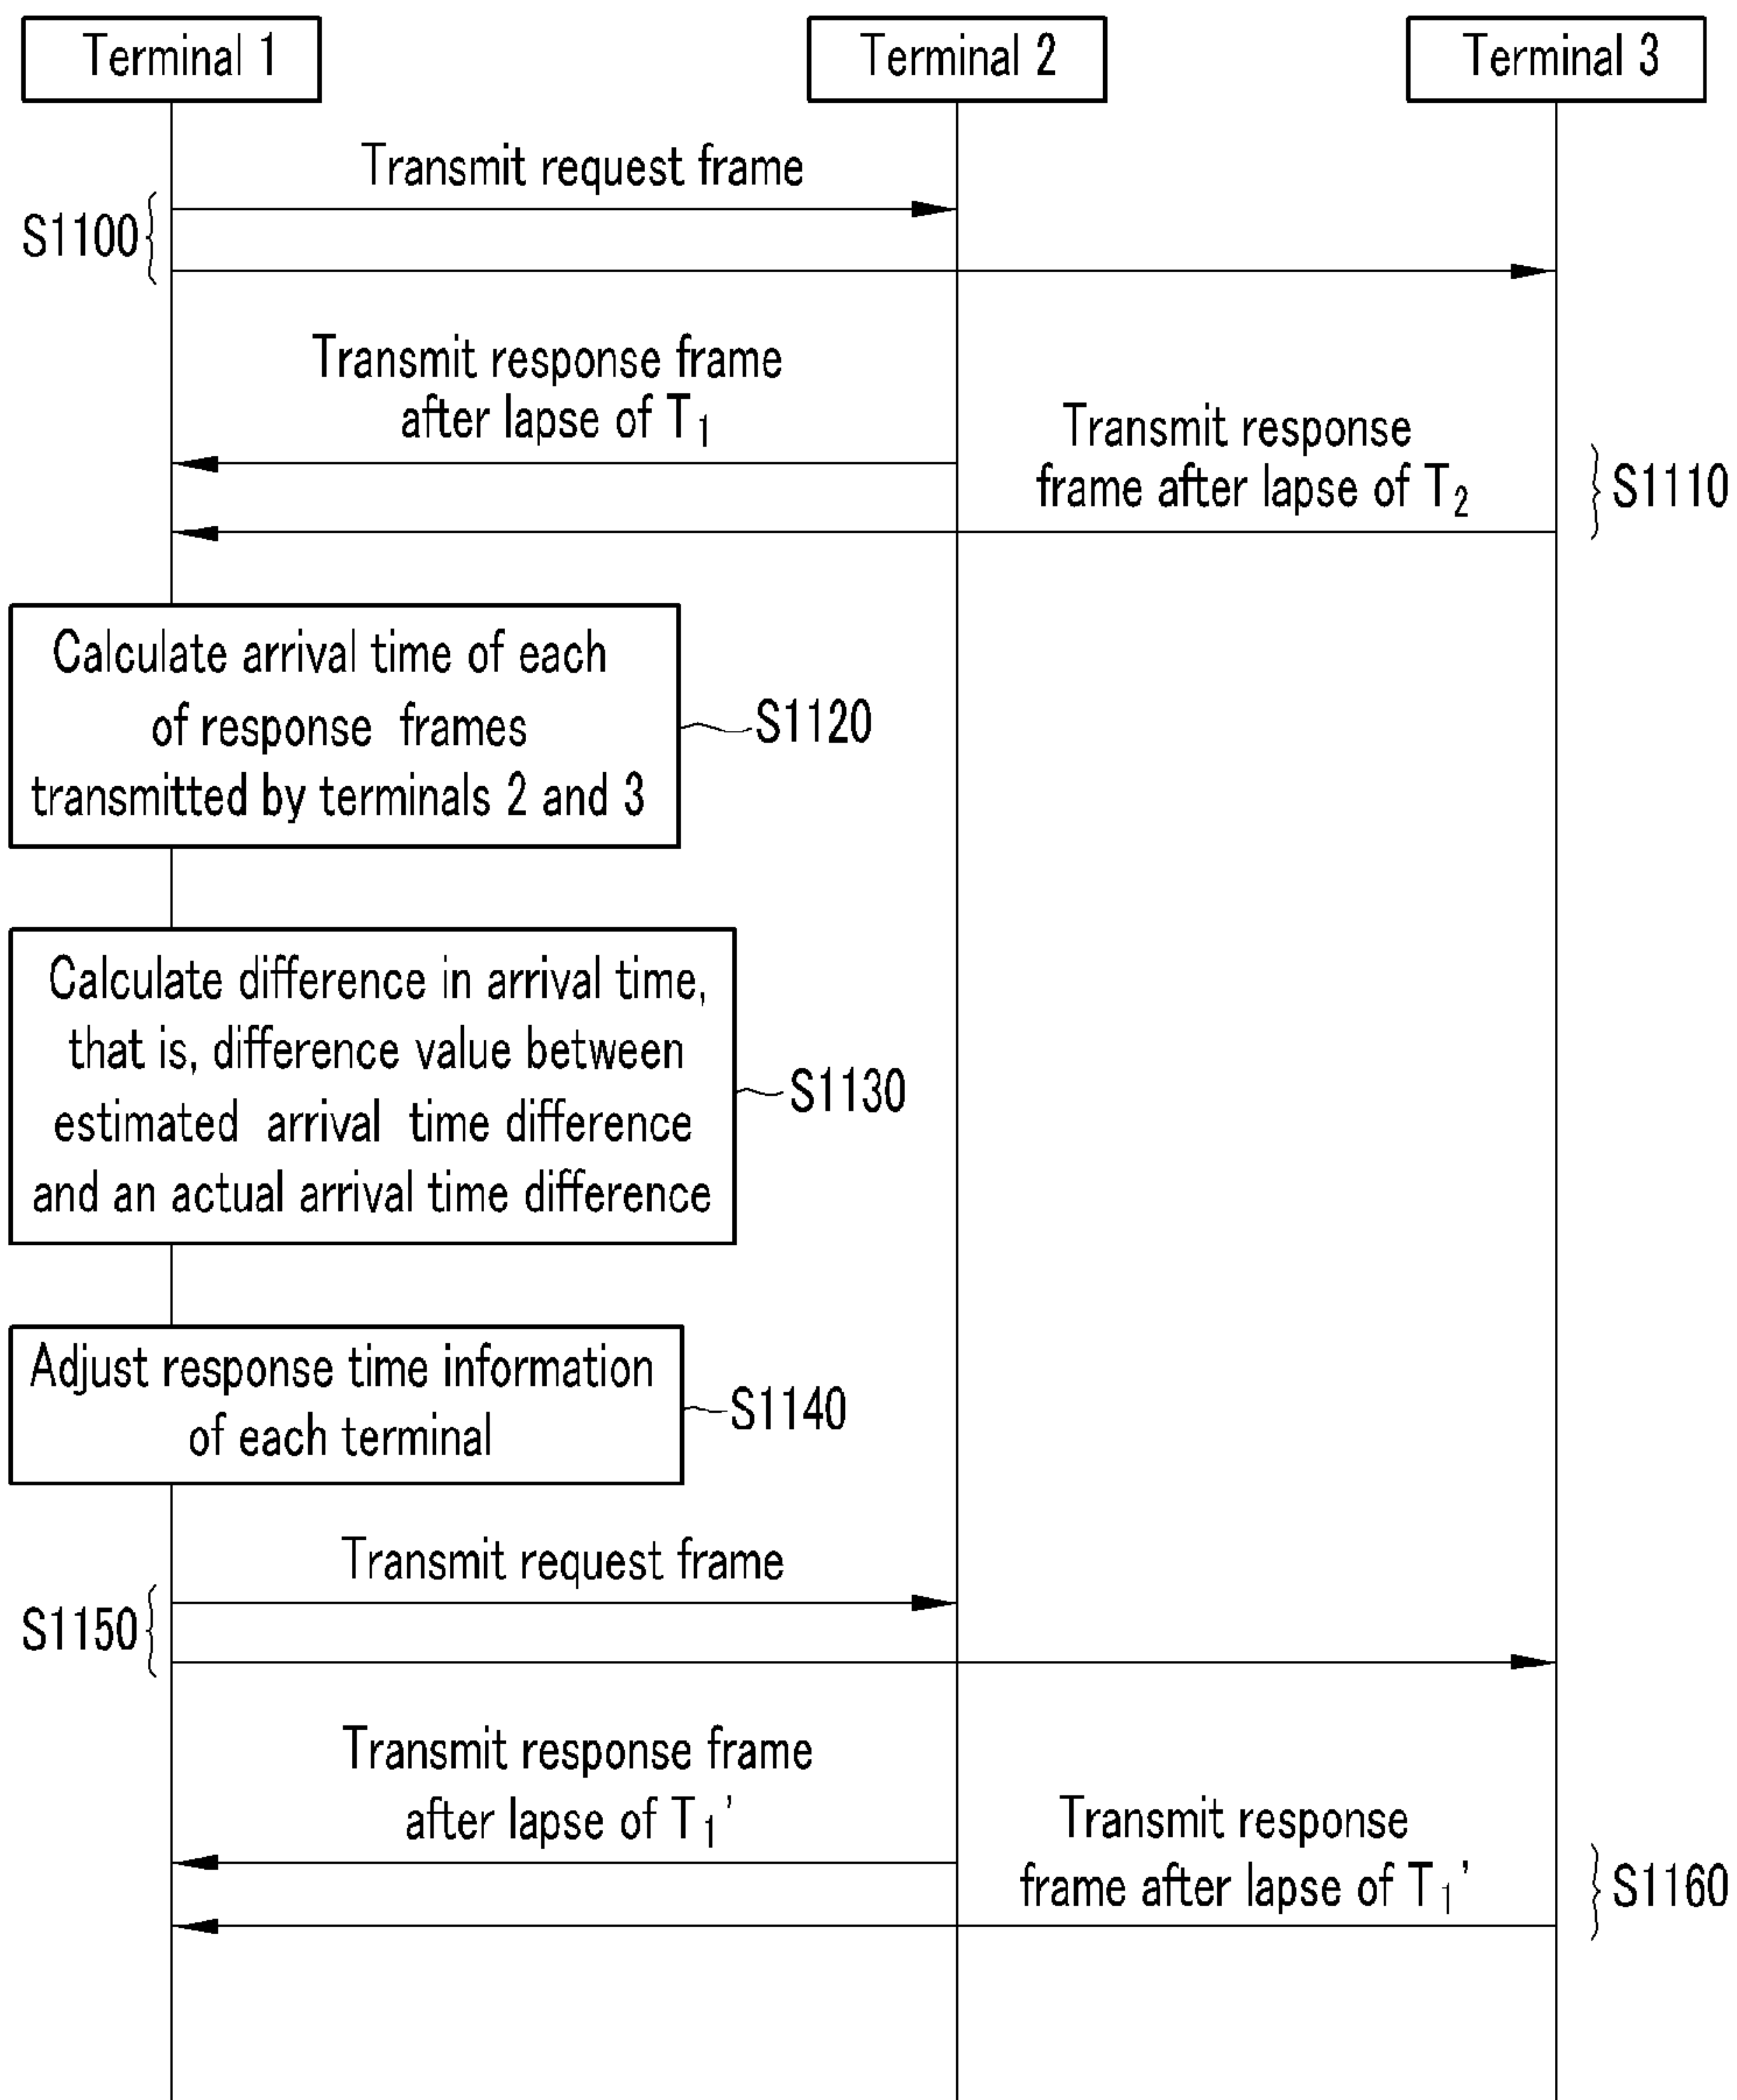 Terminal 1
Terminal 2
Terminal 3
Transmit request frame
S1100
Transmit response frame
after lapse of T₁
Transmit response
frame after lapse of T₂
S1110
Calculate arrival time of each
of response frames
transmitted by terminals 2 and 3
S1120
Calculate difference in arrival time,
that is, difference value between
estimated arrival time difference
and an actual arrival time difference
S1130
Adjust response time information
of each terminal
S1140
Transmit request frame
S1150
Transmit response frame
after lapse of T₁'
Transmit response
frame after lapse of T₁'
S1160